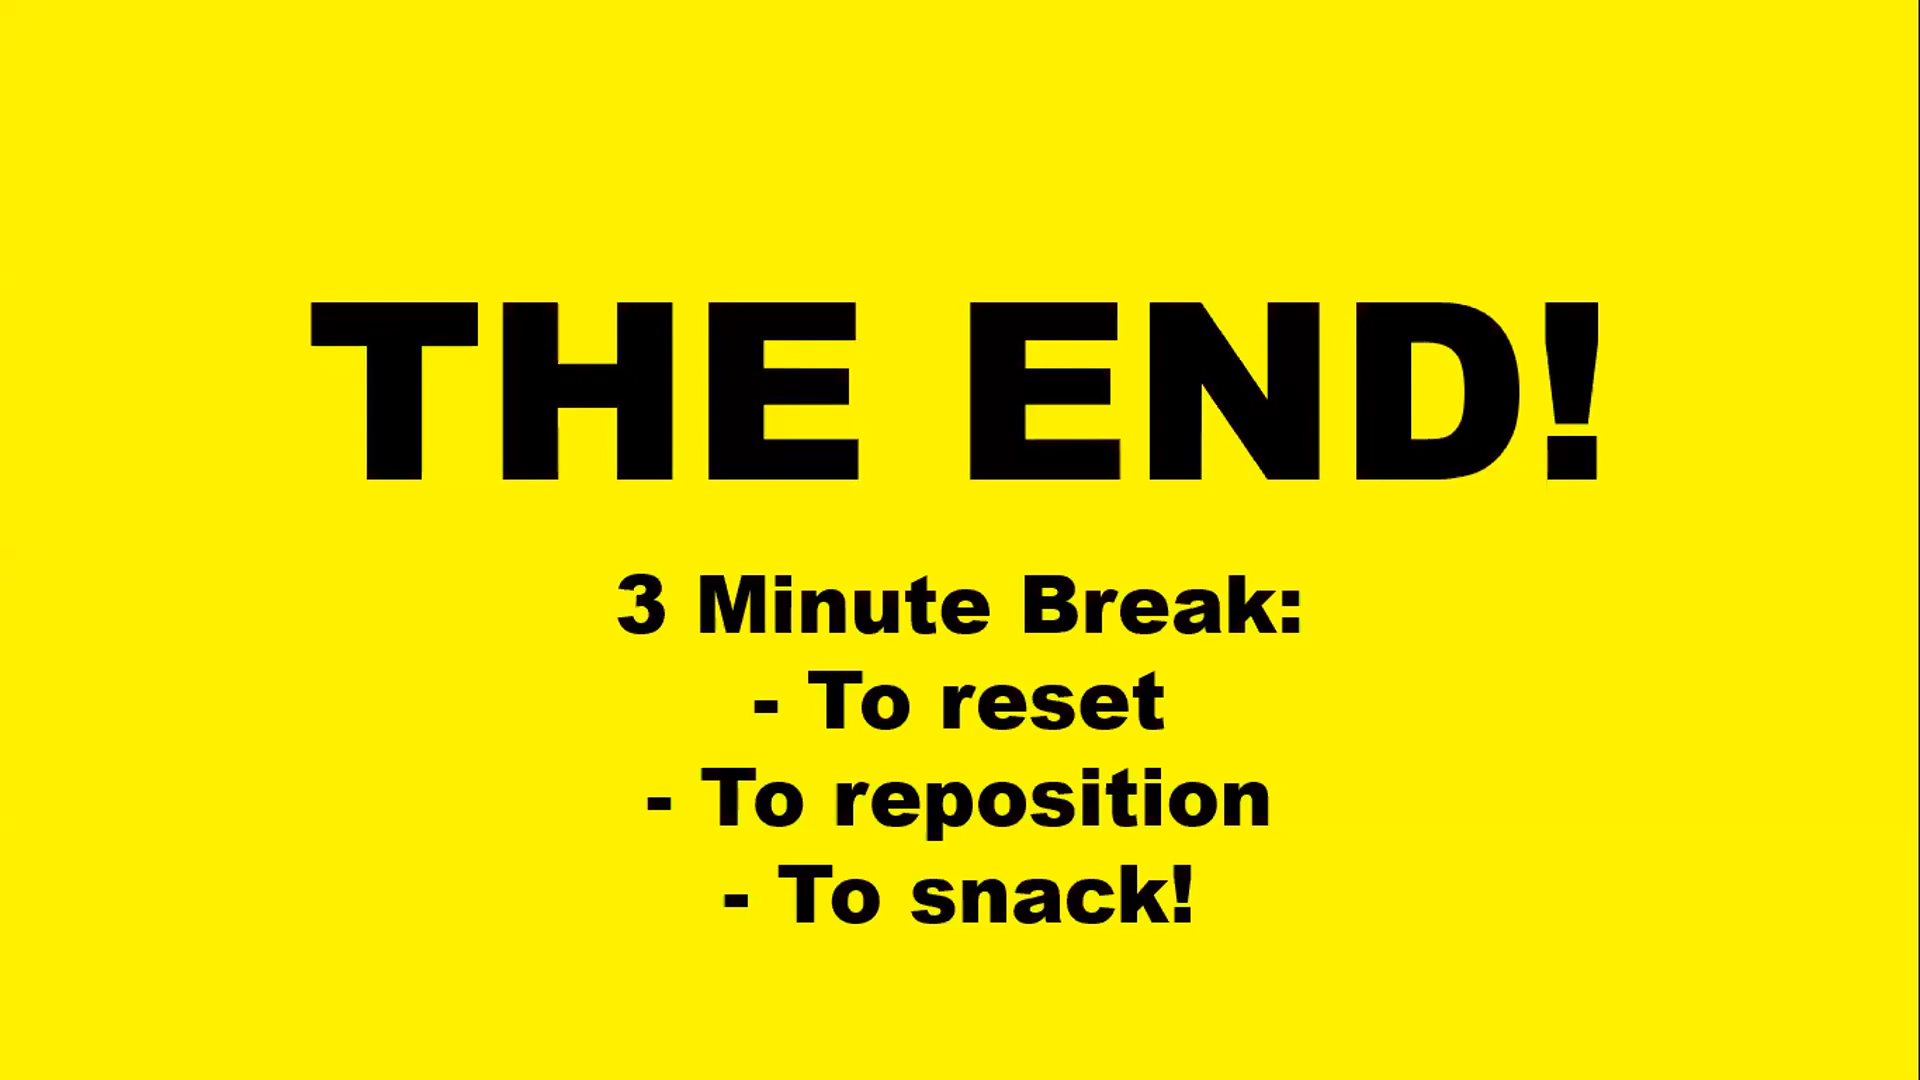 THE END!
3 Minute Break:
- To reset
- To reposition
- To snack!